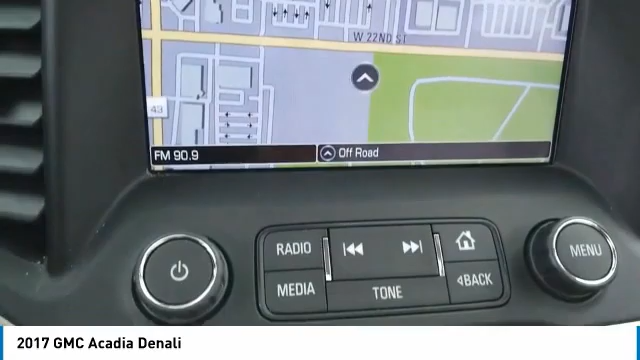 W 22ND ST
43
FM 90.9
Off Road
RADIO
MENU
MEDIA
TONE
BACK
2017 GMC Acadia Denali